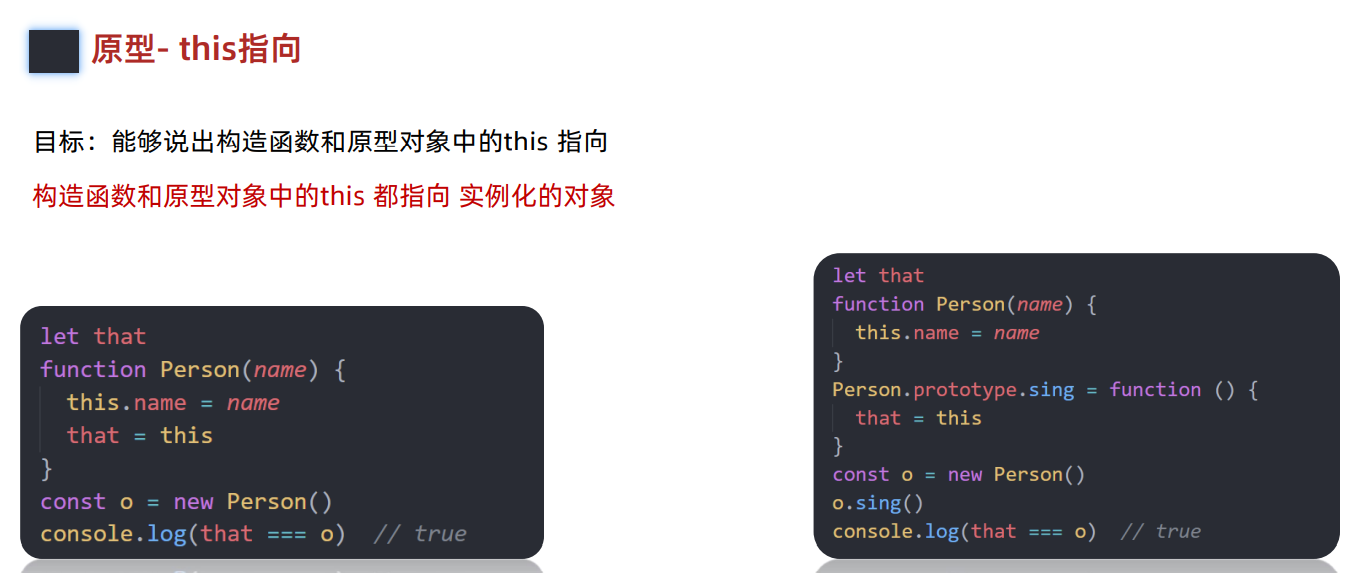 原型- this指向
目标：能够说出构造函数和原型对象中的this 指向
构造函数和原型对象中的this 都指向 实例化的对象
let that
function Person(name) {
  this.name = name
  that = this
}
const o = new Person()
console.log(that === o)  // true
let that
function Person(name) {
  this.name = name
}
Person.prototype.sing = function () {
  that = this
}
const o = new Person()
o.sing()
console.log(that === o)  // true